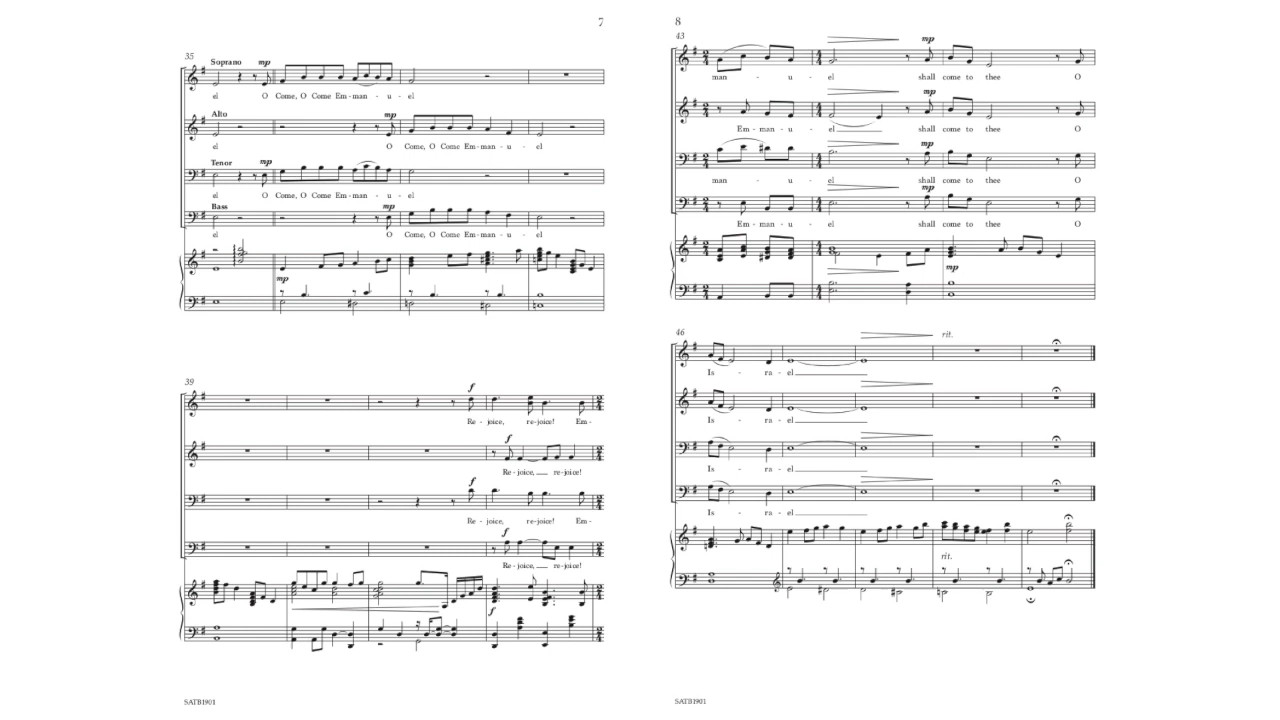 7
35
Soprano mp
el O Come, O Come Em - man - u - el
Alto mp
el O Come, O Come Em - man - u - el
Tenor mp
el O Come, O Come Em - man - u - el
Bass mp
el O Come, O Come Em - man - u - el
mp
39
f
Re - joice, re - joice! Em -
f
Re - joice, re - joice!
f
Re - joice, re - joice! Em -
f
Re - joice, re - joice!
f
SATB1901
8
43
mp
man - u - el shall come to thee O
mp
Em - man - u - el shall come to thee O
mp
man - u - el shall come to thee O
mp
Em - man - u - el shall come to thee O
mp
46
rit.
Is - ra - el
Is - ra - el
Is - ra - el
Is - ra - el
rit.
SATB1901